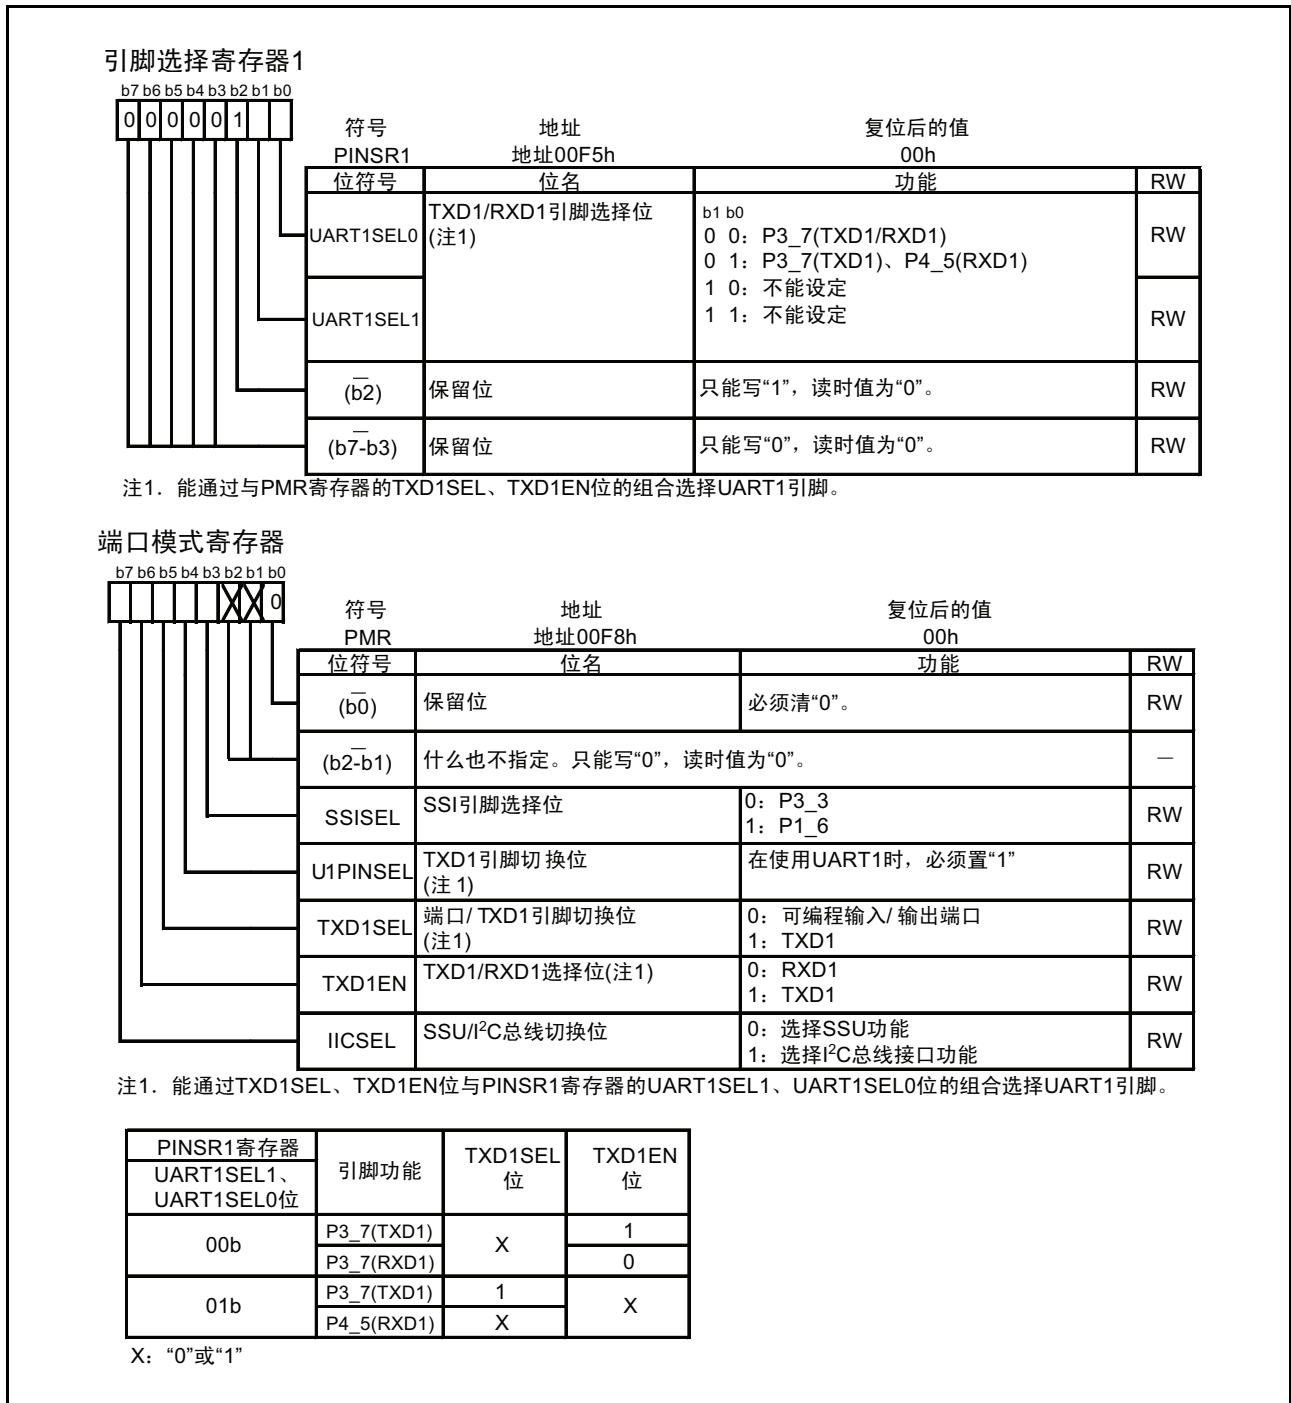 引脚选择寄存器1
b7 b6 b5 b4 b3 b2 b1 b0
0 0 0 0 0 1
符号 地址 复位后的值
PINSR1 地址00F5h 00h
位符号 位名 功能 RW
UART1SEL0 TXD1/RXD1引脚选择位
(注1)
b1 b0
0 0：P3_7(TXD1/RXD1)
0 1：P3_7(TXD1)、P4_5(RXD1)
1 0：不能设定
1 1：不能设定
RW
UART1SEL1 RW
—
(b2) 保留位 只能写“1”，读时值为“0”。 RW
—
(b7-b3) 保留位 只能写“0”，读时值为“0”。 RW
注1. 能通过与PMR寄存器的TXD1SEL、TXD1EN位的组合选择UART1引脚。
端口模式寄存器
b7 b6 b5 b4 b3 b2 b1 b0
X X 0
符号 地址 复位后的值
PMR 地址00F8h 00h
位符号 位名 功能 RW
—
(b0) 保留位 必须清“0”。 RW
—
(b2-b1) 什么也不指定。只能写“0”，读时值为“0”。 —
SSISEL SSI引脚选择位 0：P3_3
1：P1_6 RW
U1PINSEL TXD1引脚切换位
(注1) 在使用UART1时，必须置“1” RW
TXD1SEL 端口/TXD1引脚切换位
(注1) 0：可编程输入/输出端口
1：TXD1 RW
TXD1EN TXD1/RXD1选择位(注1) 0：RXD1
1：TXD1 RW
IICSEL SSU/I²C总线切换位 0：选择SSU功能
1：选择I²C总线接口功能 RW
注1. 能通过TXD1SEL、TXD1EN位与PINSR1寄存器的UART1SEL1、UART1SEL0位的组合选择UART1引脚。
PINSR1寄存器
UART1SEL1、
UART1SEL0位
引脚功能
TXD1SEL
位
TXD1EN
位
00b P3_7(TXD1) X 1
P3_7(RXD1) 0
01b P3_7(TXD1) 1 X
P4_5(RXD1) X
X：“0”或“1”